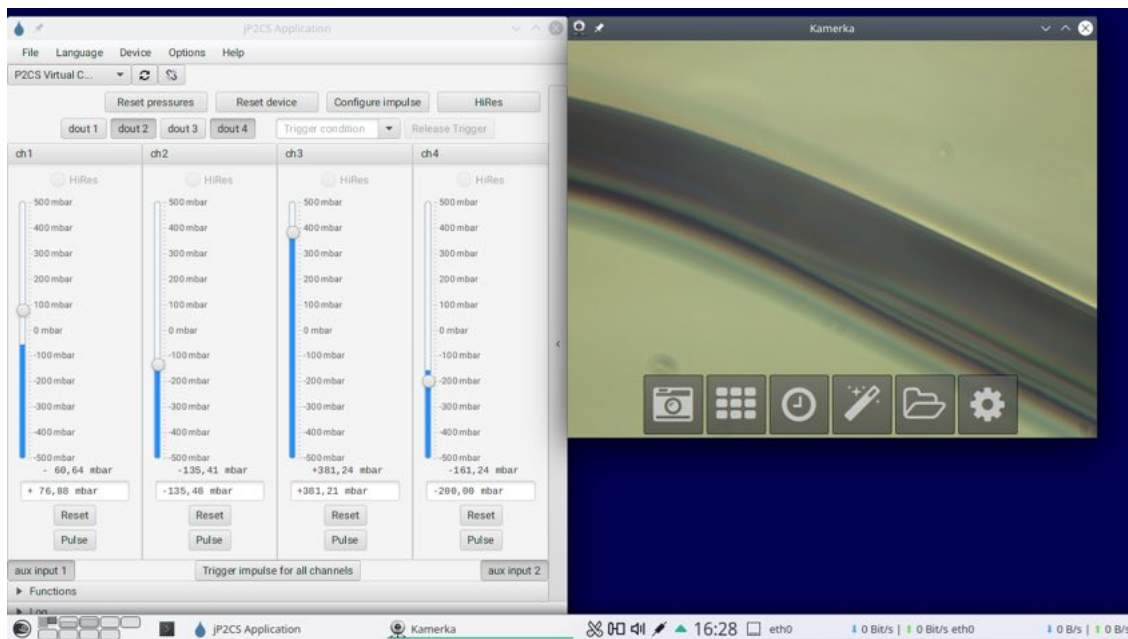 jP2CS Application
File Language Device Options Help
P2CS Virtual C...
Reset pressures Reset device Configure impulse HiRes
dout 1 dout 2 dout 3 dout 4 Trigger condition Release Trigger
ch1 ch2 ch3 ch4
HiRes HiRes HiRes HiRes
500 mbar 500 mbar 500 mbar 500 mbar
400 mbar 400 mbar 400 mbar 400 mbar
300 mbar 300 mbar 300 mbar 300 mbar
200 mbar 200 mbar 200 mbar 200 mbar
100 mbar 100 mbar 100 mbar 100 mbar
0 mbar 0 mbar 0 mbar 0 mbar
-100 mbar -100 mbar -100 mbar -100 mbar
-200 mbar -200 mbar -200 mbar -200 mbar
-300 mbar -300 mbar -300 mbar -300 mbar
-400 mbar -400 mbar -400 mbar -400 mbar
-500 mbar -500 mbar -500 mbar -500 mbar
- 60,64 mbar -135,41 mbar +381,24 mbar -161,24 mbar
+ 76,88 mbar -135,48 mbar +381,21 mbar -200,00 mbar
Reset Reset Reset Reset
Pulse Pulse Pulse Pulse
aux input 1 Trigger impulse for all channels aux input 2
Functions
Log
Kamerka
jP2CS Application Kamerka 16:28 eth0 0 Bit/s | 0 Bit/s eth0 0 B/s | 0 B/s